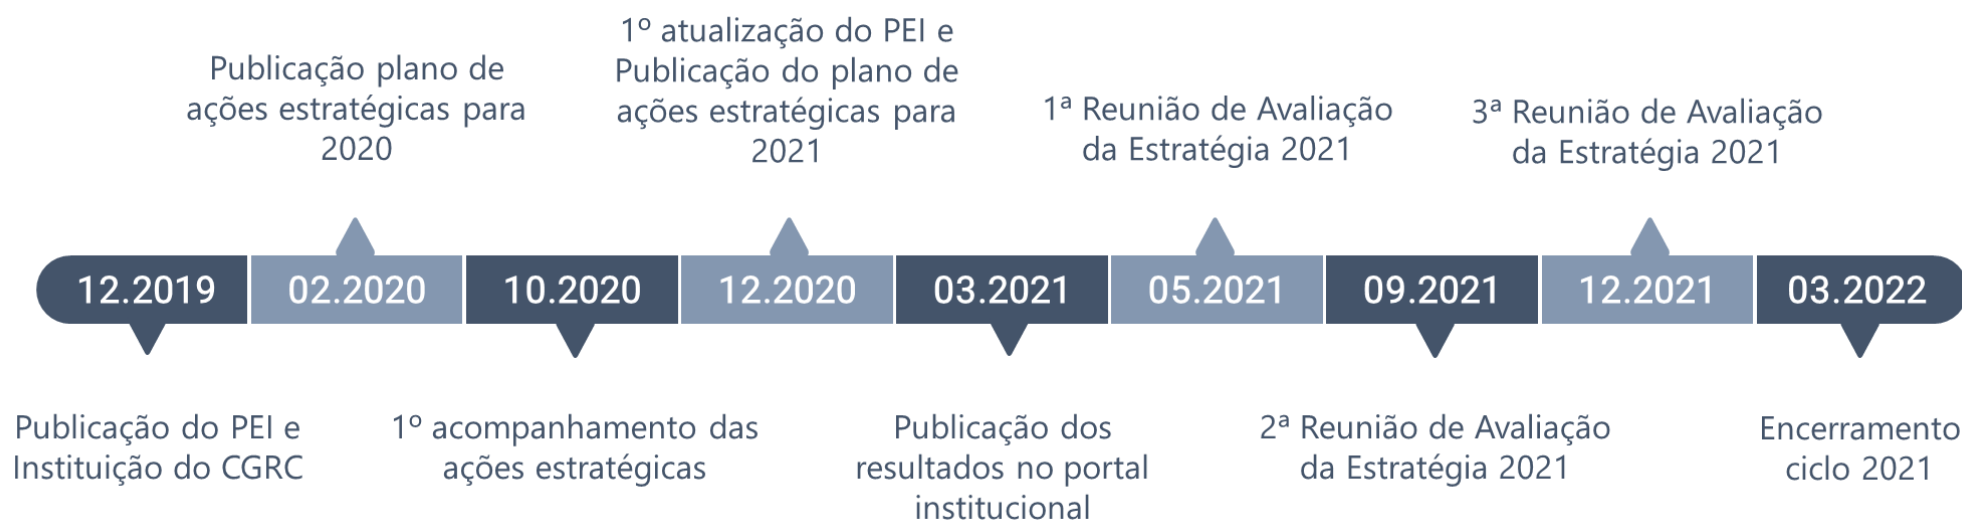 Publicação plano de
ações estratégicas para
2020
1º atualização do PEI e
Publicação do plano de
ações estratégicas para
2021
1ª Reunião de Avaliação
da Estratégia 2021
3ª Reunião de Avaliação
da Estratégia 2021
12.2019
02.2020
10.2020
12.2020
03.2021
05.2021
09.2021
12.2021
03.2022
Publicação do PEI e
Instituição do CGRC
1º acompanhamento das
ações estratégicas
Publicação dos
resultados no portal
institucional
2ª Reunião de Avaliação
da Estratégia 2021
Encerramento
ciclo 2021